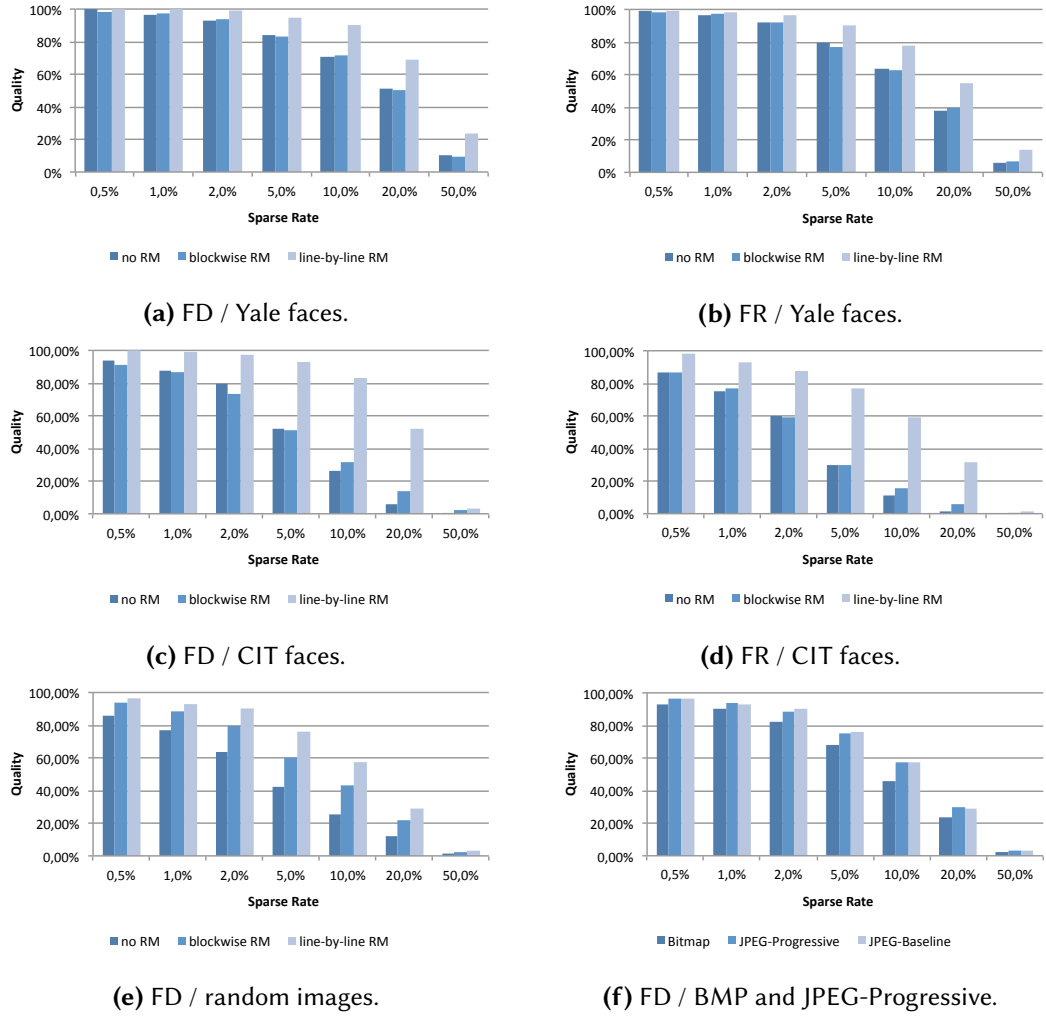 100%
80%
60%
40%
20%
0%
Quality
0,5% 1,0% 2,0% 5,0% 10,0% 20,0% 50,0%
Sparse Rate
no RM blockwise RM line-by-line RM
(a) FD / Yale faces.
100%
80%
60%
40%
20%
0%
Quality
0,5% 1,0% 2,0% 5,0% 10,0% 20,0% 50,0%
Sparse Rate
no RM blockwise RM line-by-line RM
(b) FR / Yale faces.
100,00%
80,00%
60,00%
40,00%
20,00%
0,00%
Quality
0,5% 1,0% 2,0% 5,0% 10,0% 20,0% 50,0%
Sparse Rate
no RM blockwise RM line-by-line RM
(c) FD / CIT faces.
100,00%
80,00%
60,00%
40,00%
20,00%
0,00%
Quality
0,5% 1,0% 2,0% 5,0% 10,0% 20,0% 50,0%
Sparse Rate
no RM blockwise RM line-by-line RM
(d) FR / CIT faces.
100,00%
80,00%
60,00%
40,00%
20,00%
0,00%
Quality
0,5% 1,0% 2,0% 5,0% 10,0% 20,0% 50,0%
Sparse Rate
no RM blockwise RM line-by-line RM
(e) FD / random images.
100,00%
80,00%
60,00%
40,00%
20,00%
0,00%
Quality
0,5% 1,0% 2,0% 5,0% 10,0% 20,0% 50,0%
Sparse Rate
Bitmap JPEG-Progressive JPEG-Baseline
(f) FD / BMP and JPEG-Progressive.